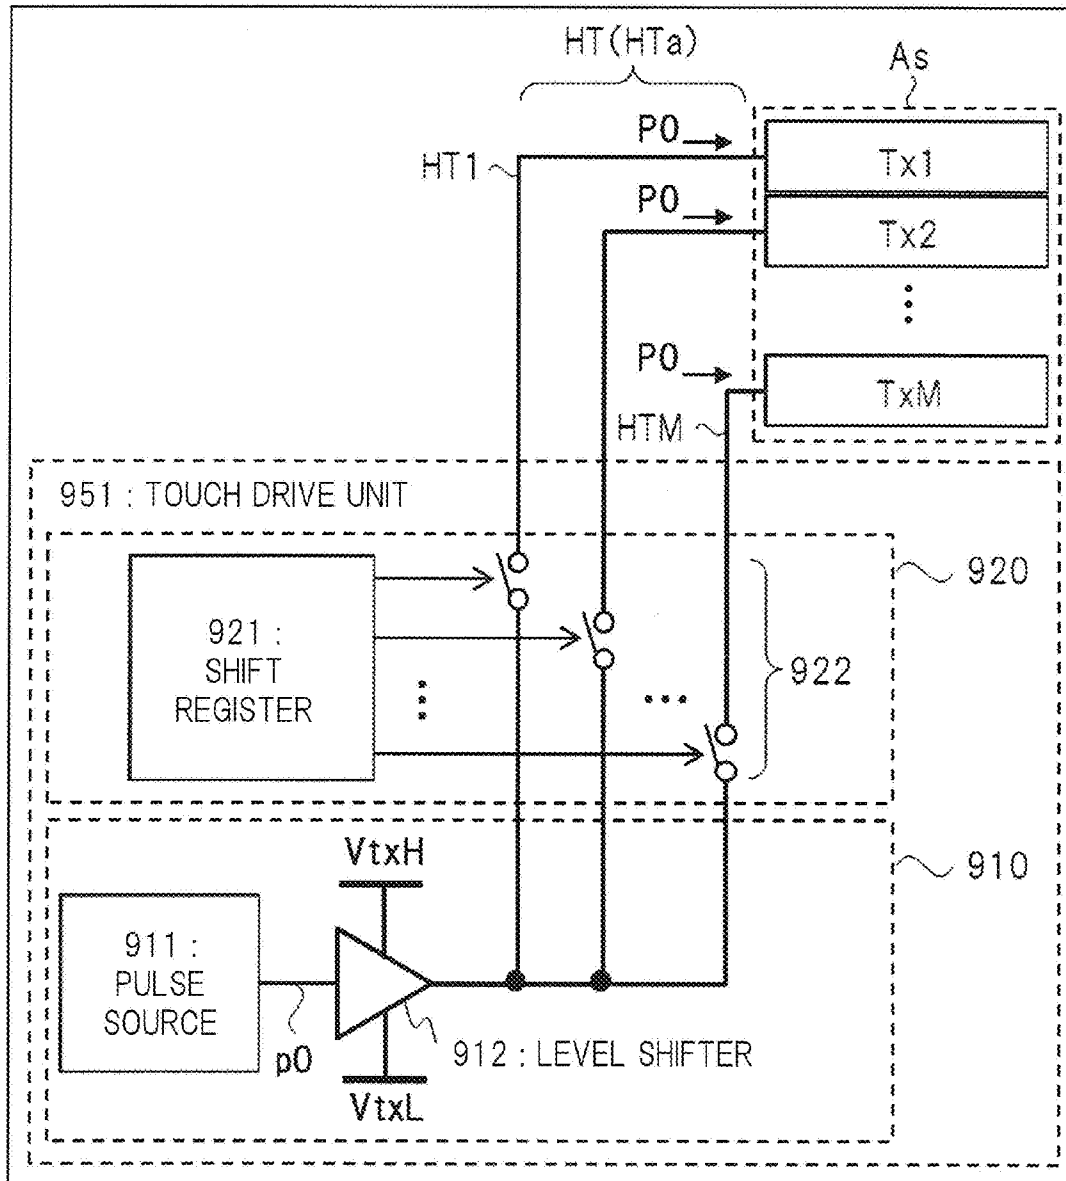 HT(HTa)
As
P0
HT1
Tx1
P0
Tx2
P0
HTM
TxM
951 : TOUCH DRIVE UNIT
920
921 :
SHIFT
REGISTER
922
VtxH
910
911 :
PULSE
SOURCE
p0
912 : LEVEL SHIFTER
VtxL